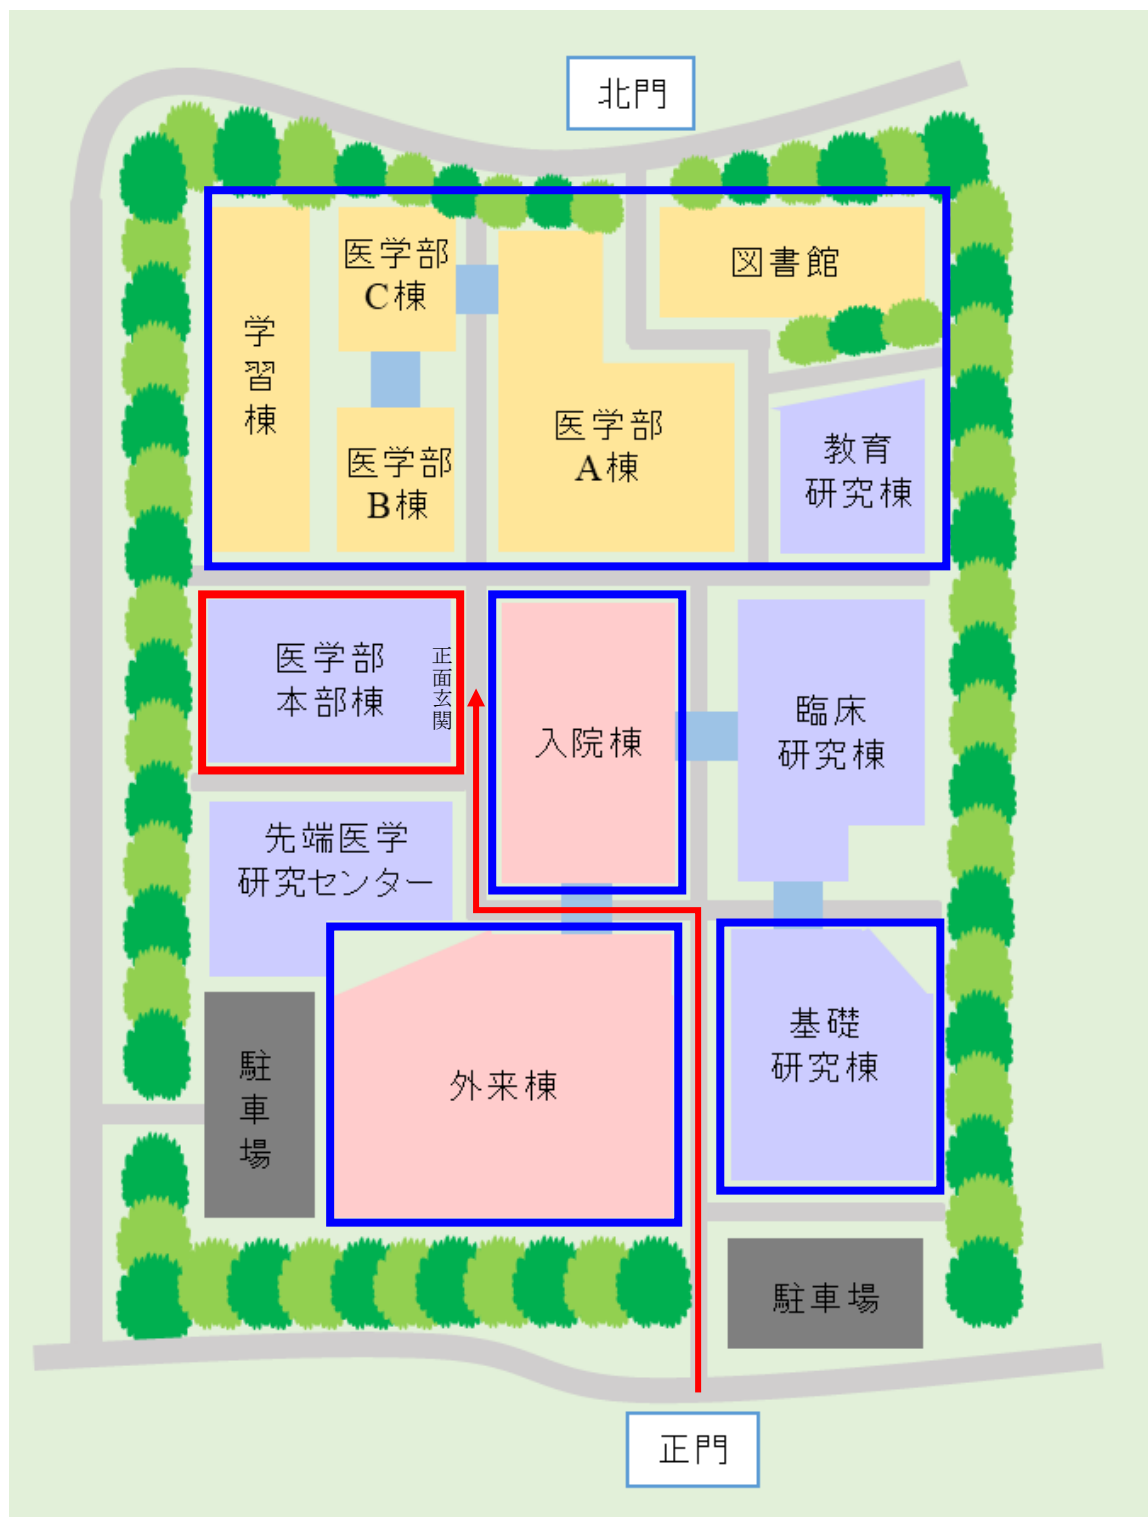 北門
医学部
C棟
図書館
学
習
棟
医学部
A棟
医学部
B棟
教育
研究棟
医学部
本部棟
正
面
玄
関
入院棟
臨床
研究棟
先端医学
研究センター
基礎
研究棟
駐
車
場
外来棟
駐車場
正門